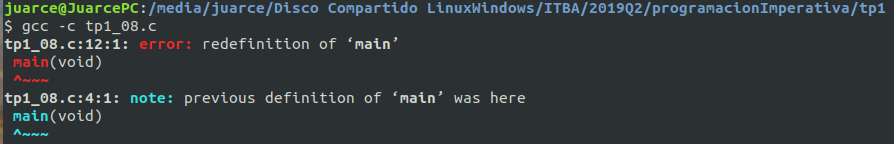 juarce@JuarcePC:/media/juarce/Disco Compartido LinuxWindows/ITBA/2019Q2/programacionImperativa/tp1
$ gcc -c tp1_08.c
tp1_08.c:12:1: error: redefinition of ‘main’
 main(void)
 ^~~~
tp1_08.c:4:1: note: previous definition of ‘main’ was here
 main(void)
 ^~~~